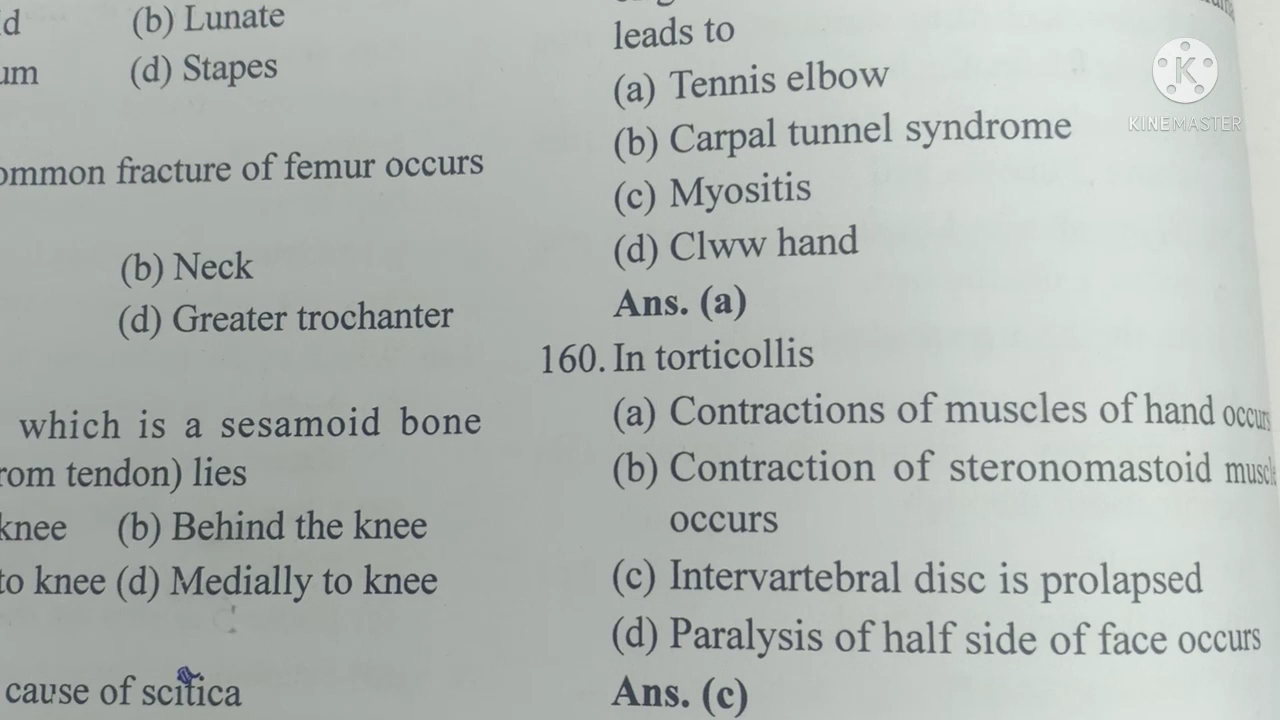 (b) Lunate
(d) Stapes
fracture of femur occurs
(b) Neck
(d) Greater trochanter
which is a sesamoid bone
tendon) lies
knee (b) Behind the knee
to knee (d) Medially to knee
cause of scitica
leads to
(a) Tennis elbow
(b) Carpal tunnel syndrome
(c) Myositis
(d) Clww hand
Ans. (a)
160. In torticollis
(a) Contractions of muscles of hand occurs
(b) Contraction of steronomastoid muscle
occurs
(c) Intervartebral disc is prolapsed
(d) Paralysis of half side of face occurs
Ans. (c)
K
KINEMASTER